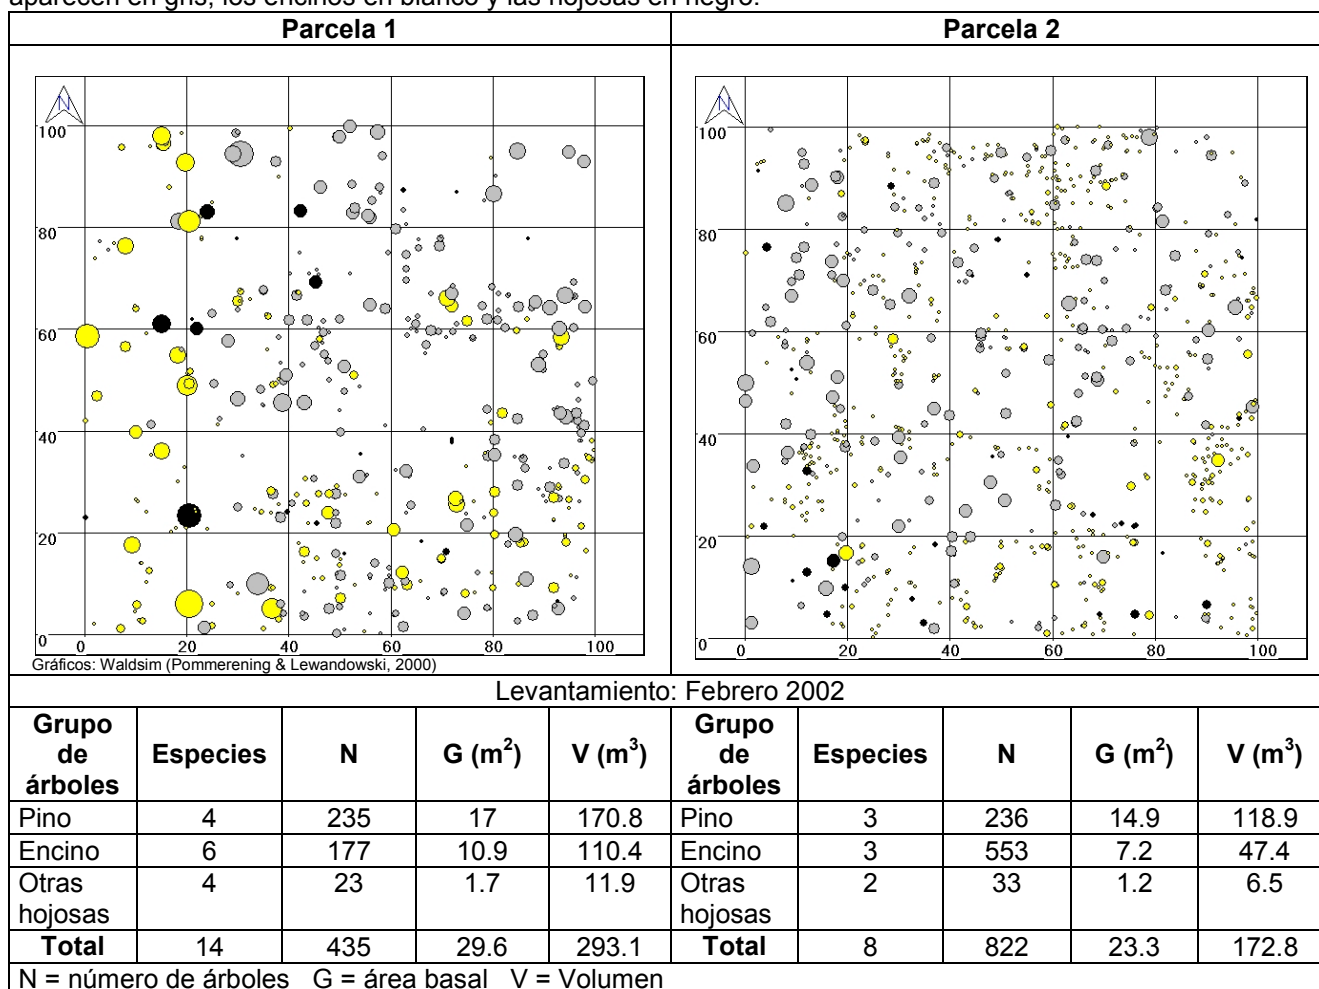 aparecen en gris, los encinos en blanco y las hojosas en negro.
Parcela 1 Parcela 2
N N
100 100
80 80
60 60
40 40
20 20
0 0
0 20 40 60 80 100 0 20 40 60 80 100
Gráficos: Waldsim (Pommerening & Lewandowski, 2000)
Levantamiento: Febrero 2002
Grupo de árboles Especies N G (m²) V (m³) Grupo de árboles Especies N G (m²) V (m³)
Pino 4 235 17 170.8 Pino 3 236 14.9 118.9
Encino 6 177 10.9 110.4 Encino 3 553 7.2 47.4
Otras hojosas 4 23 1.7 11.9 Otras hojosas 2 33 1.2 6.5
Total 14 435 29.6 293.1 Total 8 822 23.3 172.8
N = número de árboles G = área basal V = Volumen